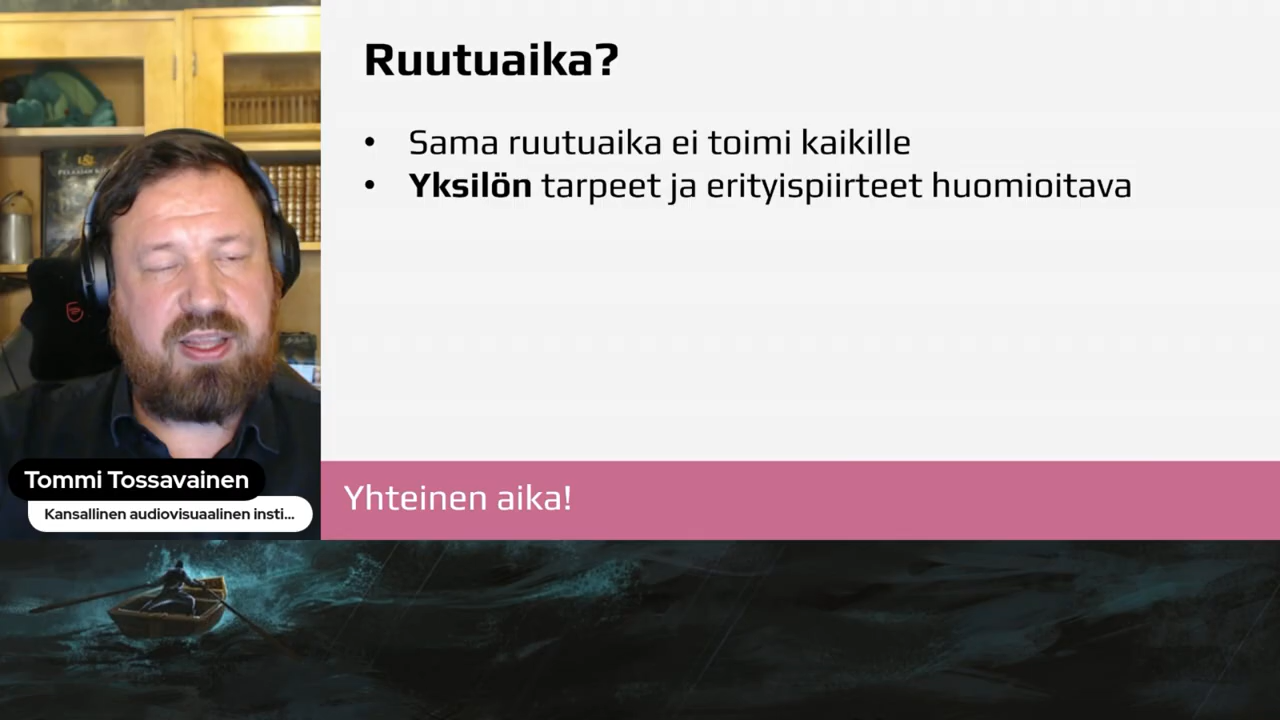 Ruutuaika?
• Sama ruutuaika ei toimi kaikille
• Yksilön tarpeet ja erityispiirteet huomioitava
Yhteinen aika!
Tommi Tossavainen
Kansallinen audiovisuaalinen insti...